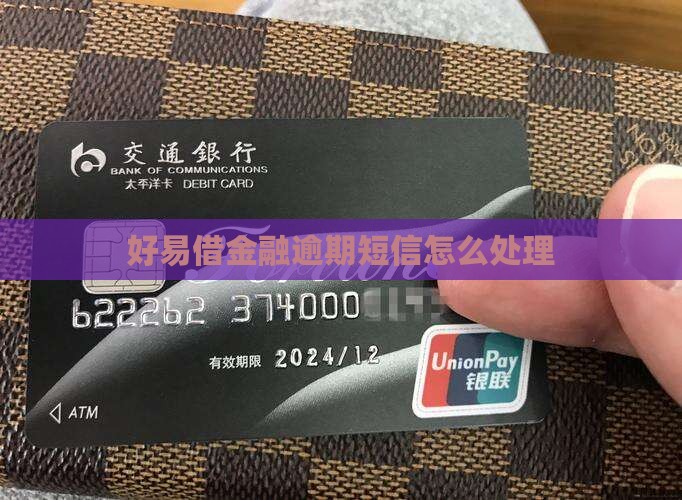 交通銀行
BANK OF COMMUNICATIONS
太平洋卡 DEBIT CARD
好易借金融逾期短信怎么处理
622262 374000
有效期限 2024/12
UnionPay
银联
ATM